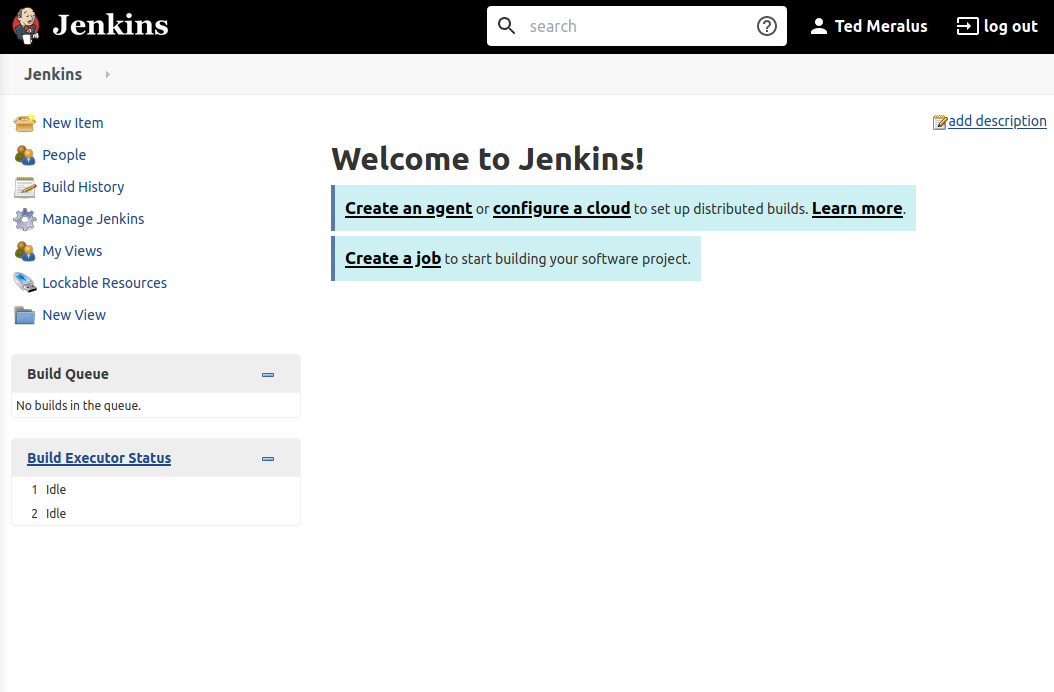 Jenkins
search
Ted Meralus
log out
Jenkins
New Item
People
Build History
Manage Jenkins
My Views
Lockable Resources
New View
Build Queue
No builds in the queue.
Build Executor Status
1 Idle
2 Idle
add description
Welcome to Jenkins!
Create an agent or configure a cloud to set up distributed builds. Learn more.
Create a job to start building your software project.